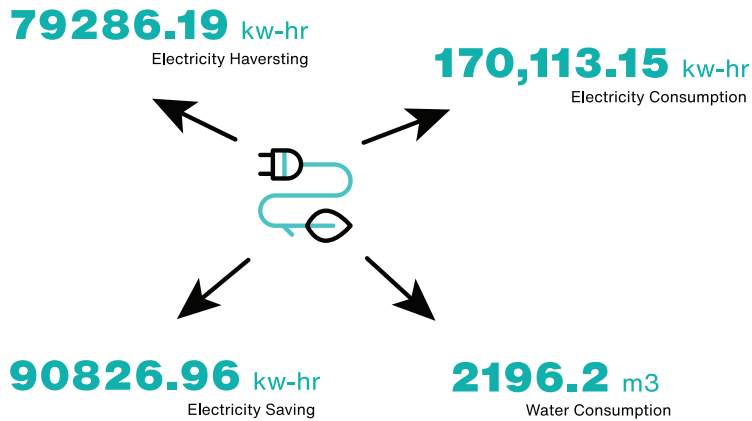 79286.19 kw-hr
Electricity Haversting
170,113.15 kw-hr
Electricity Consumption
90826.96 kw-hr
Electricity Saving
2196.2 m3
Water Consumption